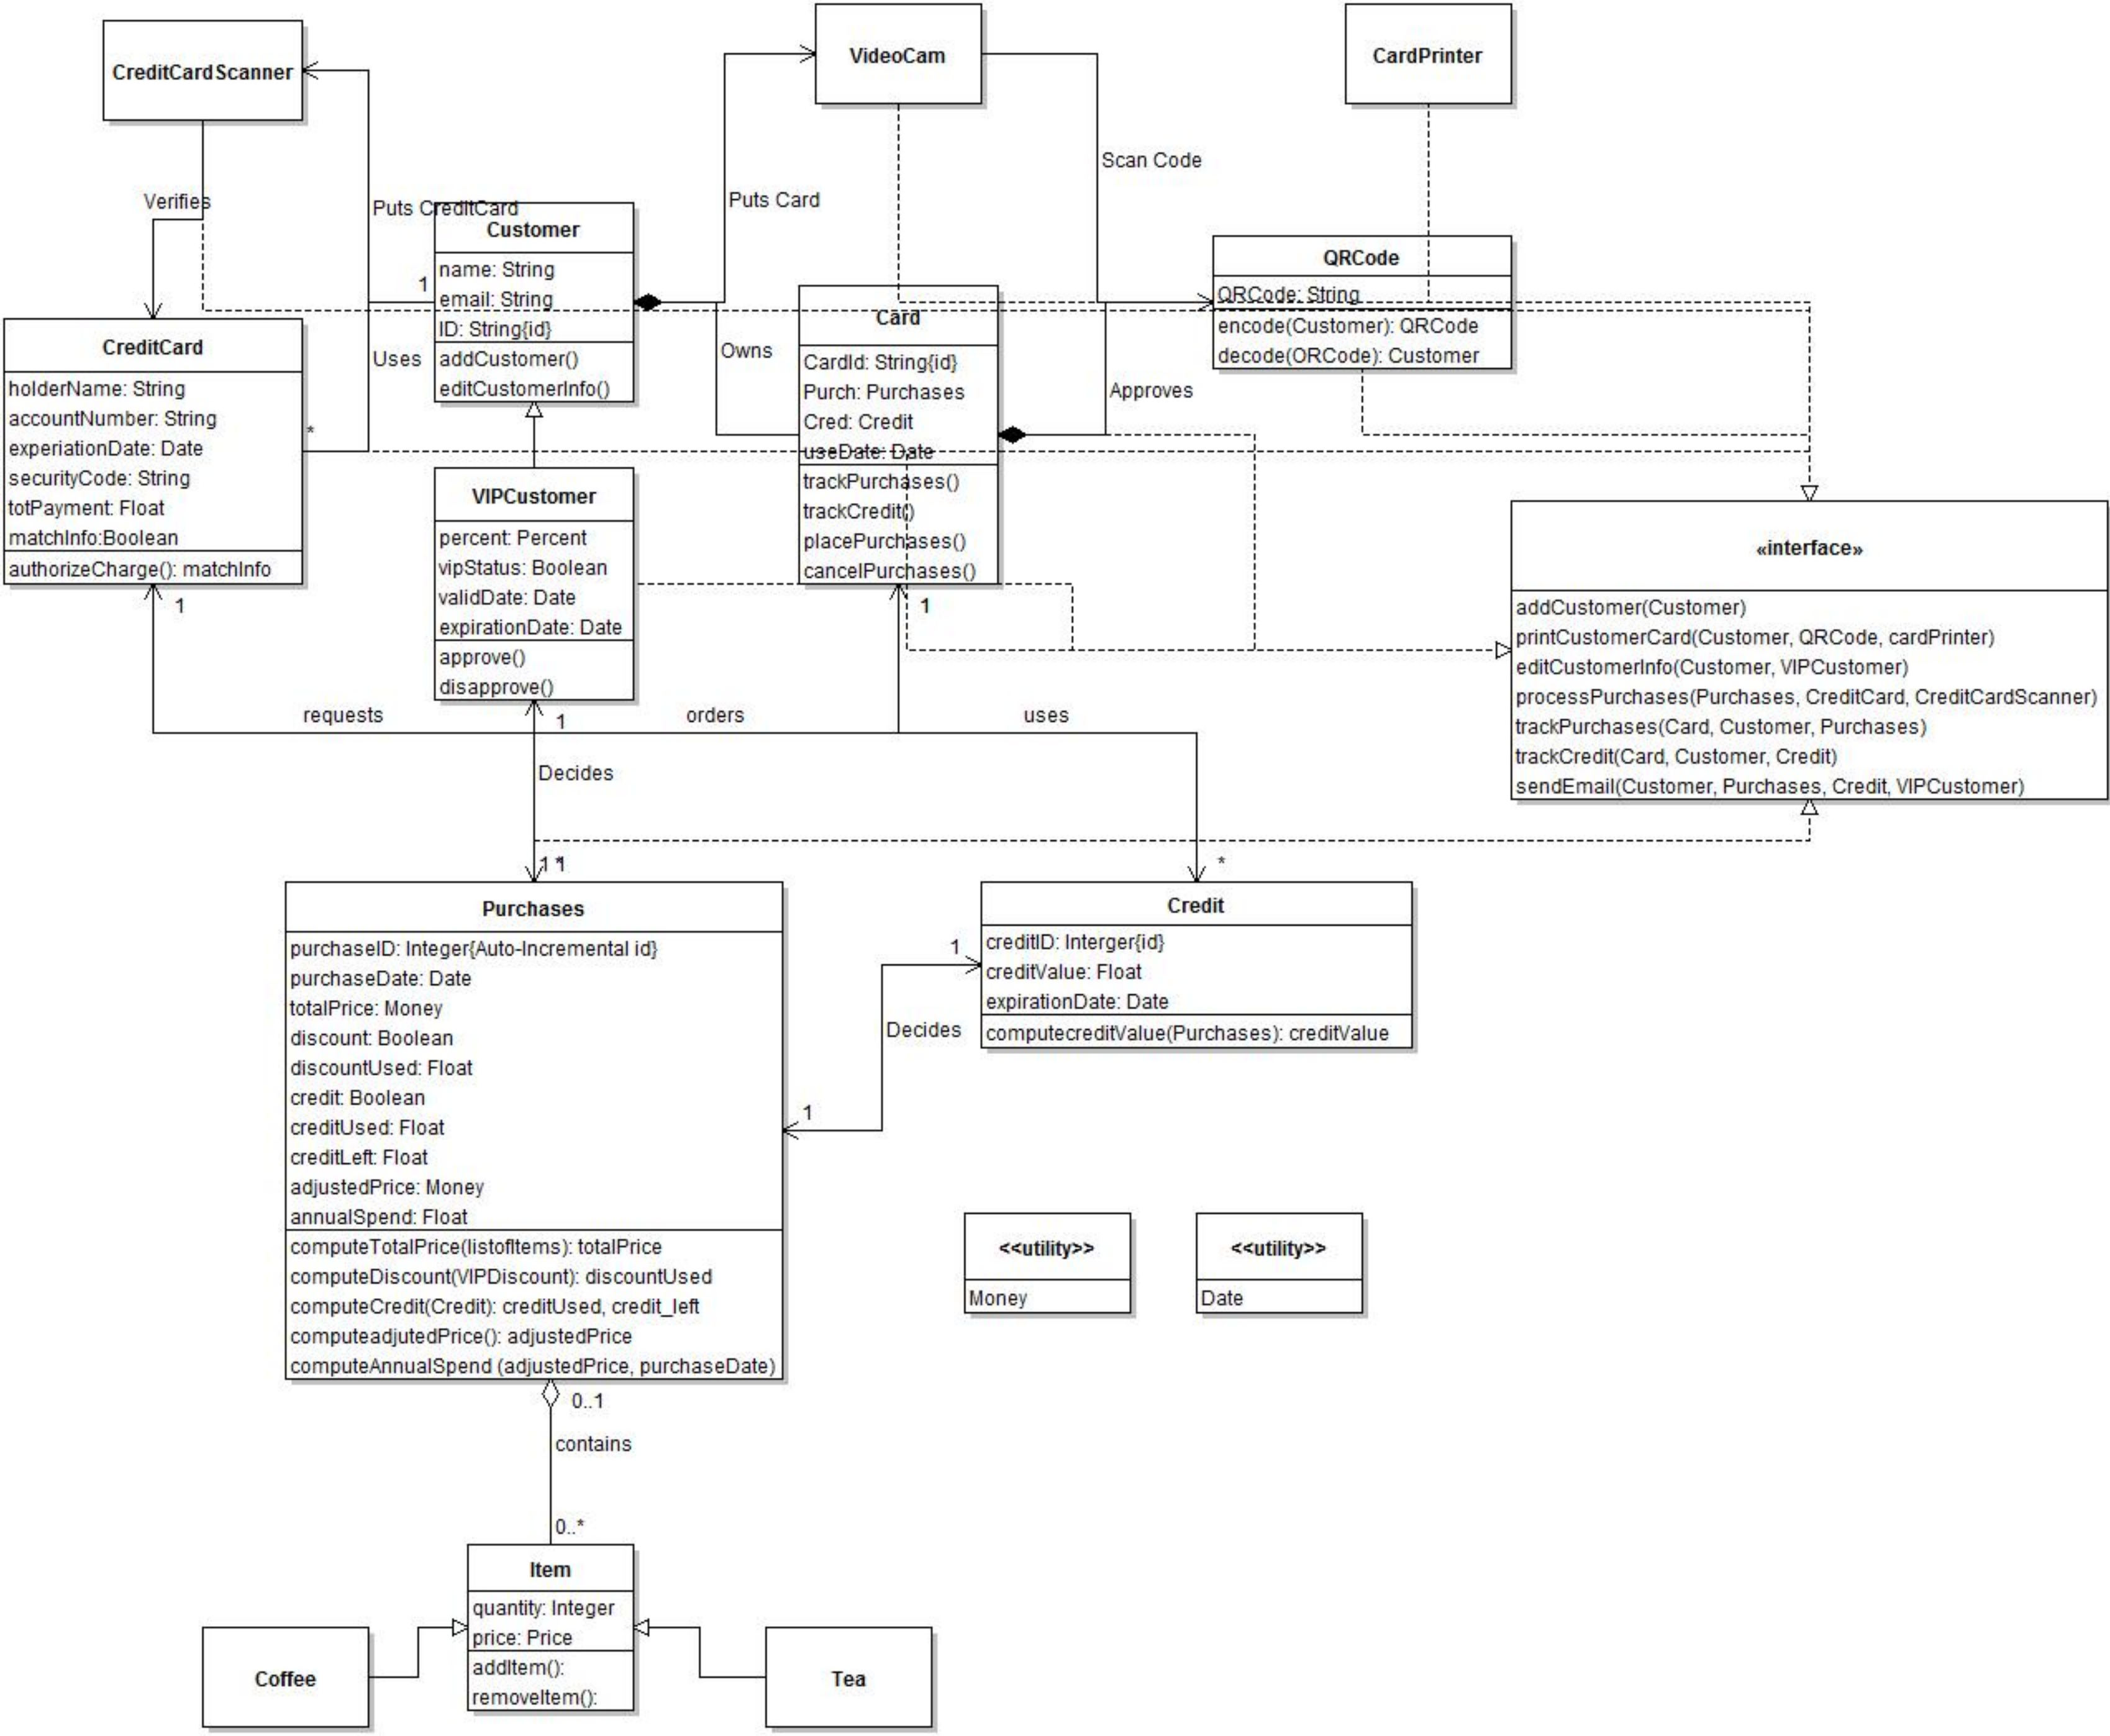 CreditCardScanner
VideoCam
CardPrinter
Verifies
Puts CreditCard
Puts Card
Scan Code
Customer
name: String
email: String
ID: String{id}
addCustomer()
editCustomerInfo()
1
Uses
*
Owns
Card
CardId: String{id}
Purch: Purchases
Cred: Credit
useDate: Date
trackPurchases()
trackCredit()
placePurchases()
cancelPurchases()
Approves
QRCode
QRCode: String
encode(Customer): QRCode
decode(QRCode): Customer
CreditCard
holderName: String
accountNumber: String
experiationDate: Date
securityCode: String
totPayment: Float
matchInfo:Boolean
authorizeCharge(): matchInfo
VIPCustomer
percent: Percent
vipStatus: Boolean
validDate: Date
expirationDate: Date
approve()
disapprove()
«interface»
addCustomer(Customer)
printCustomerCard(Customer, QRCode, cardPrinter)
editCustomerInfo(Customer, VIPCustomer)
processPurchases(Purchases, CreditCard, CreditCardScanner)
trackPurchases(Card, Customer, Purchases)
trackCredit(Card, Customer, Credit)
sendEmail(Customer, Purchases, Credit, VIPCustomer)
1
1
1
requests
orders
uses
Decides
1 *1
*
Purchases
purchaseID: Integer{Auto-Incremental id}
purchaseDate: Date
totalPrice: Money
discount: Boolean
discountUsed: Float
credit: Boolean
creditUsed: Float
creditLeft: Float
adjustedPrice: Money
annualSpend: Float
computeTotalPrice(listofItems): totalPrice
computeDiscount(VIPDiscount): discountUsed
computeCredit(Credit): creditUsed, credit_left
computeadjutedPrice(): adjustedPrice
computeAnnualSpend (adjustedPrice, purchaseDate)
Credit
creditID: Interger{id}
creditValue: Float
expirationDate: Date
computecreditValue(Purchases): creditValue
1
Decides
1
<<utility>>
Money
<<utility>>
Date
0..1
contains
0..*
Item
quantity: Integer
price: Price
addItem():
removeItem():
Coffee
Tea